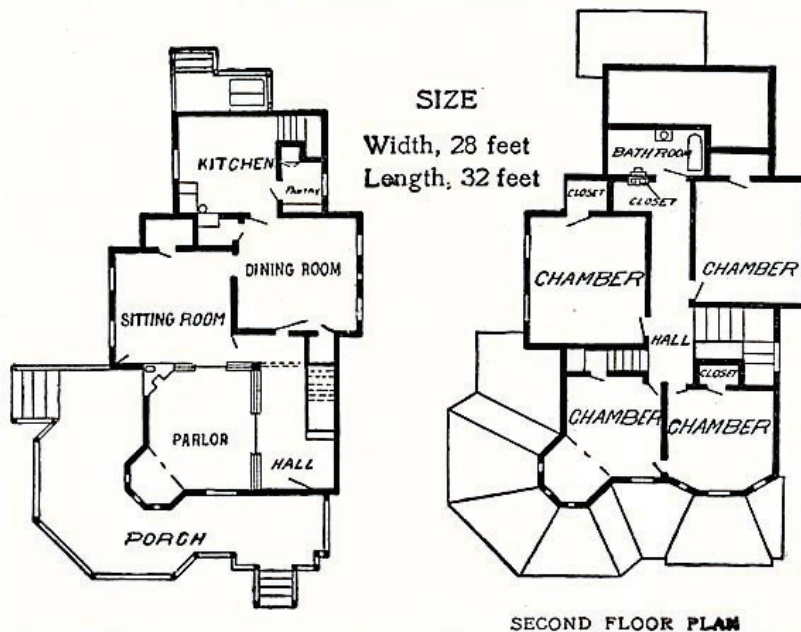 SIZE
Width, 28 feet
Length, 32 feet
KITCHEN
PANTRY
DINING ROOM
SITTING ROOM
PARLOR
HALL
PORCH
BATHROOM
CLOSET
CLOSET
CHAMBER
CHAMBER
HALL
CLOSET
CHAMBER
CHAMBER
SECOND FLOOR PLAN